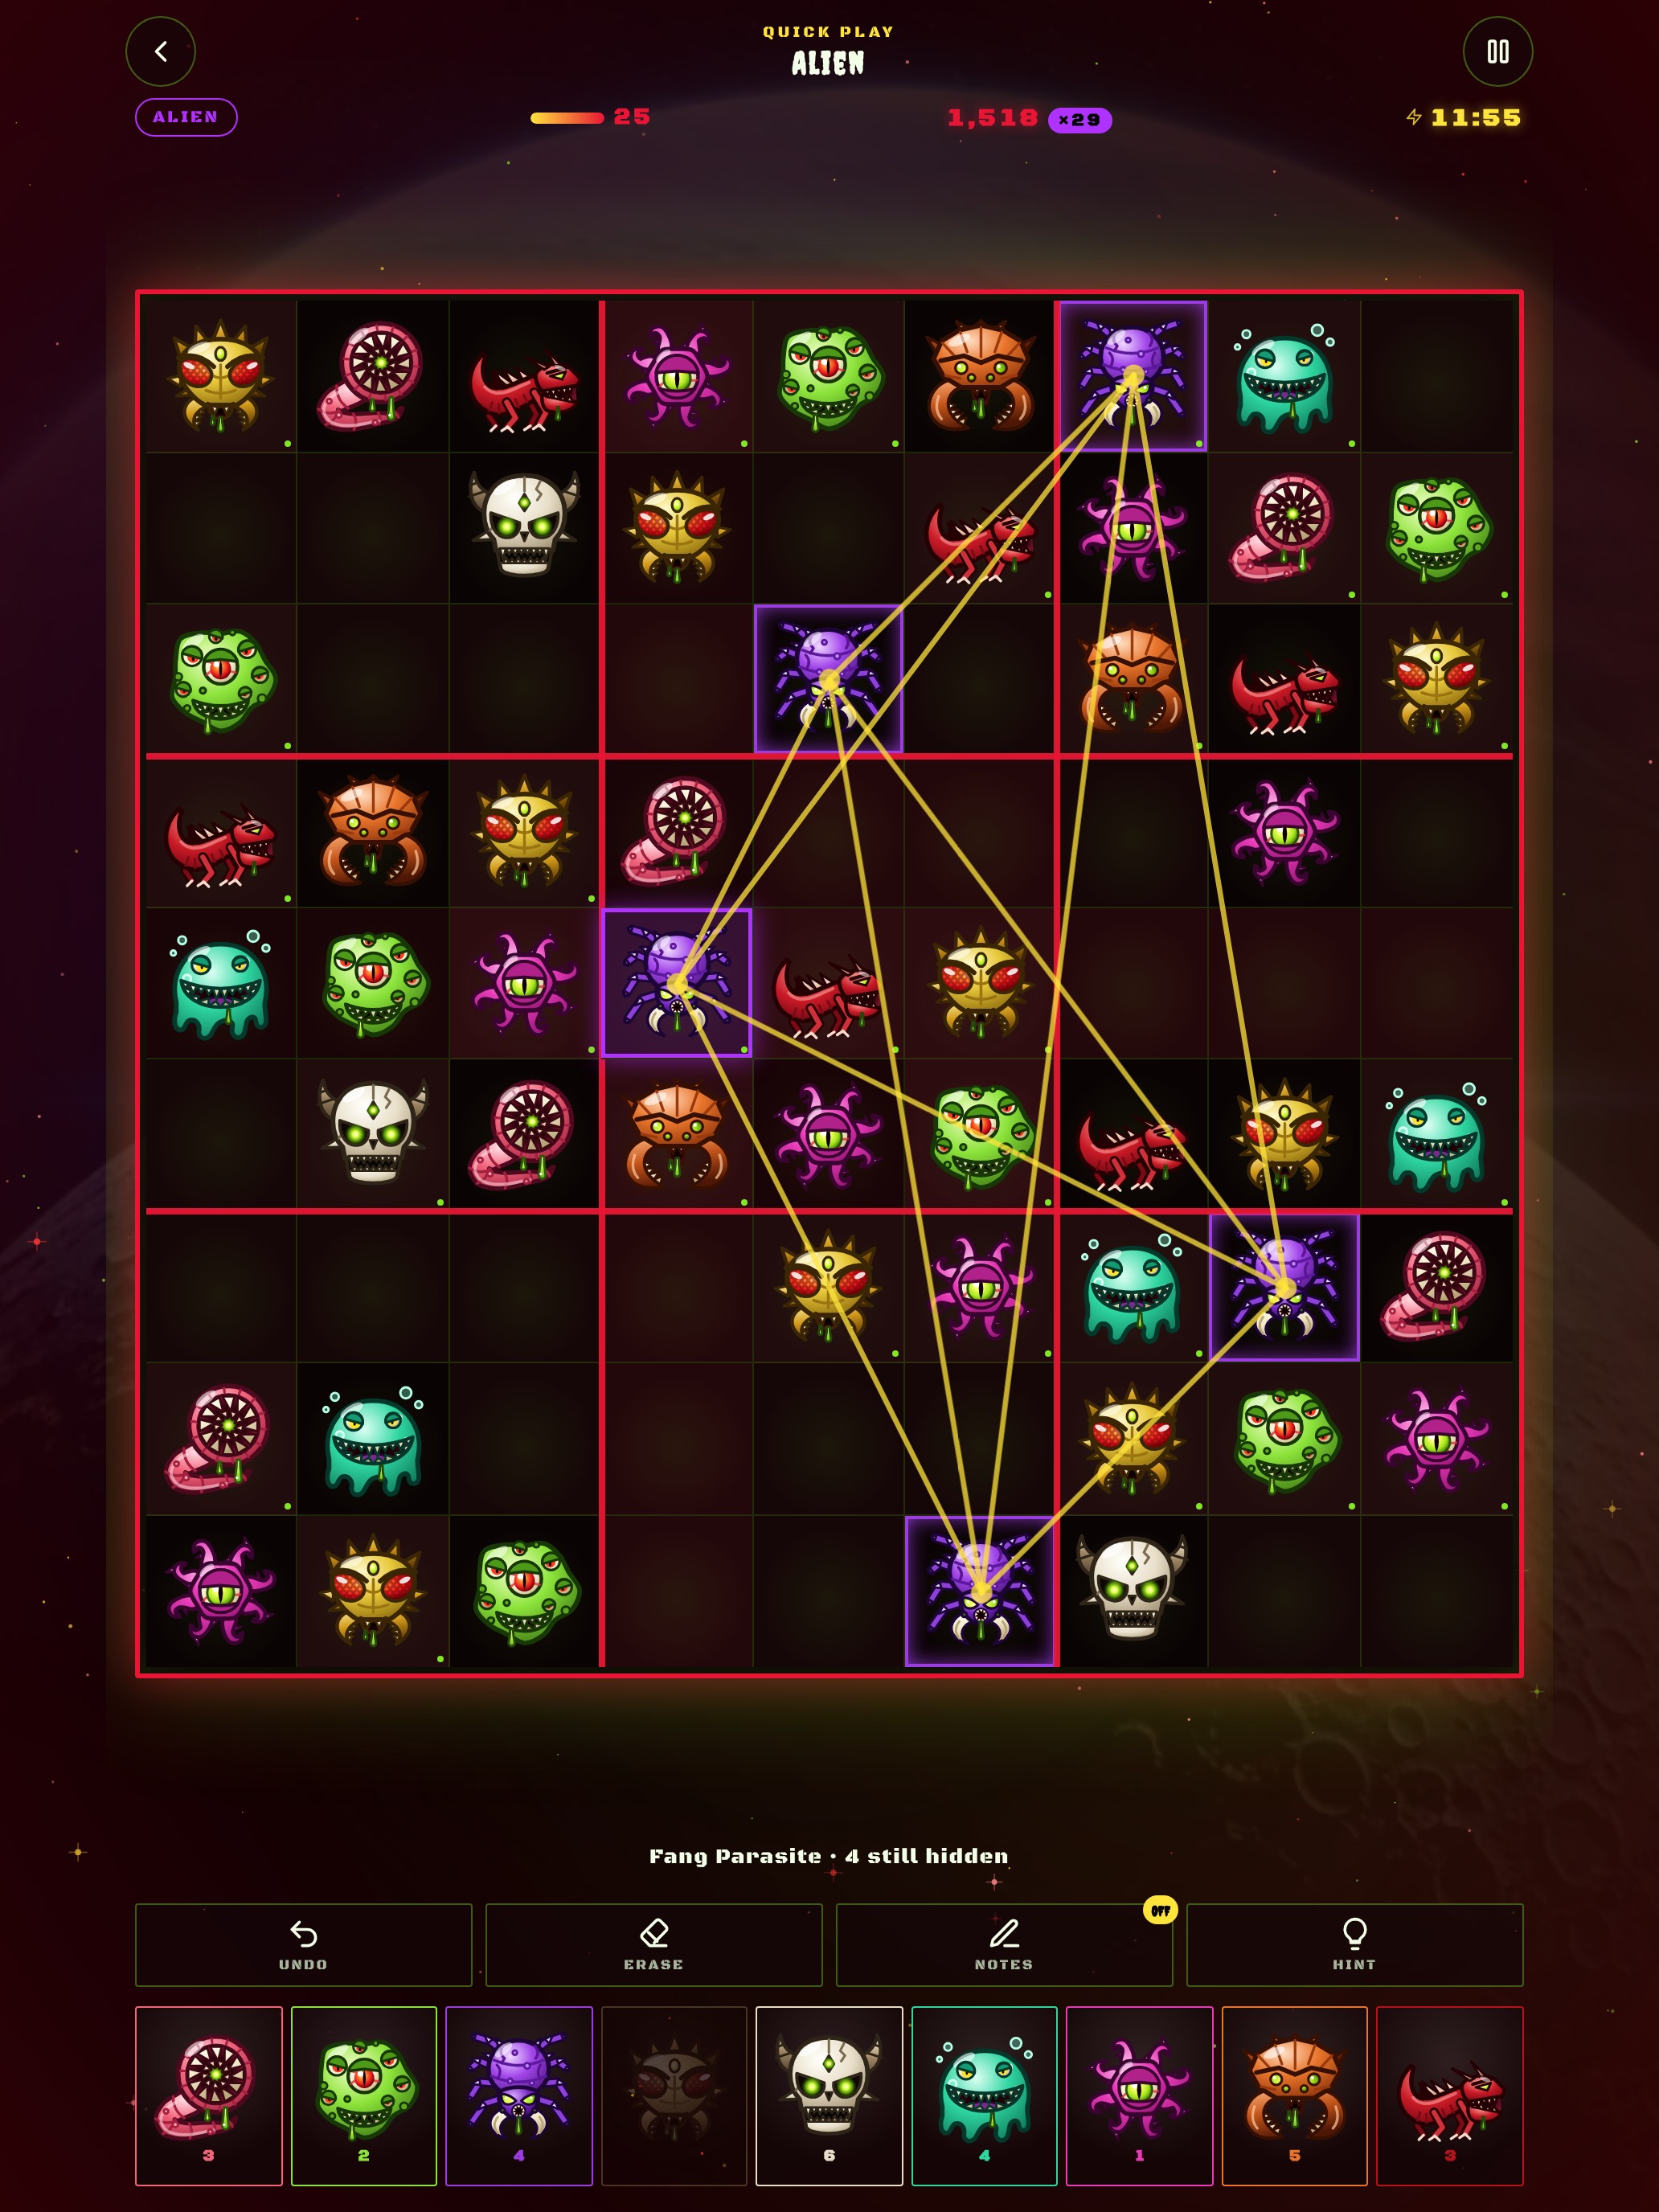 QUICK PLAY
ALIEN
ALIEN
25
1,518 ×29
11:55
Fang Parasite · 4 still hidden
OFF
UNDO
ERASE
NOTES
HINT
3
2
4
6
4
1
5
3